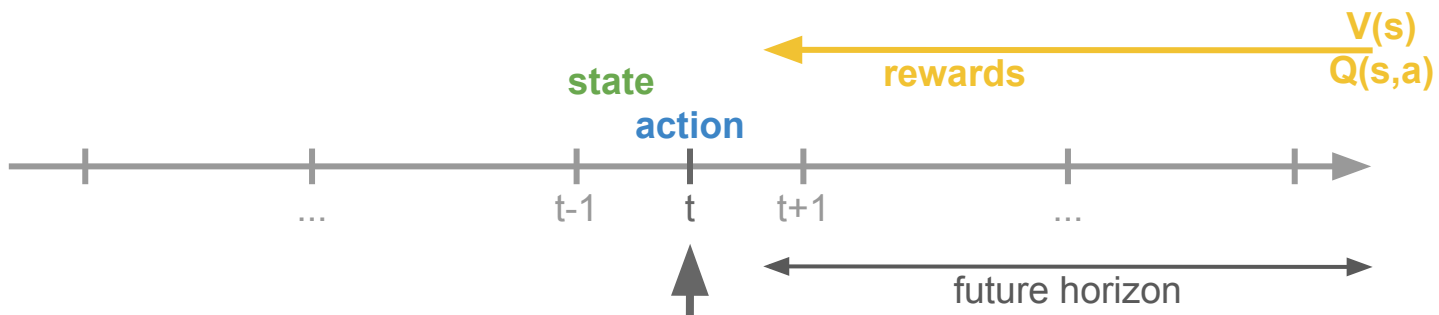 V(s)
rewards
Q(s,a)
state
action
...
t-1
t
t+1
...
future horizon